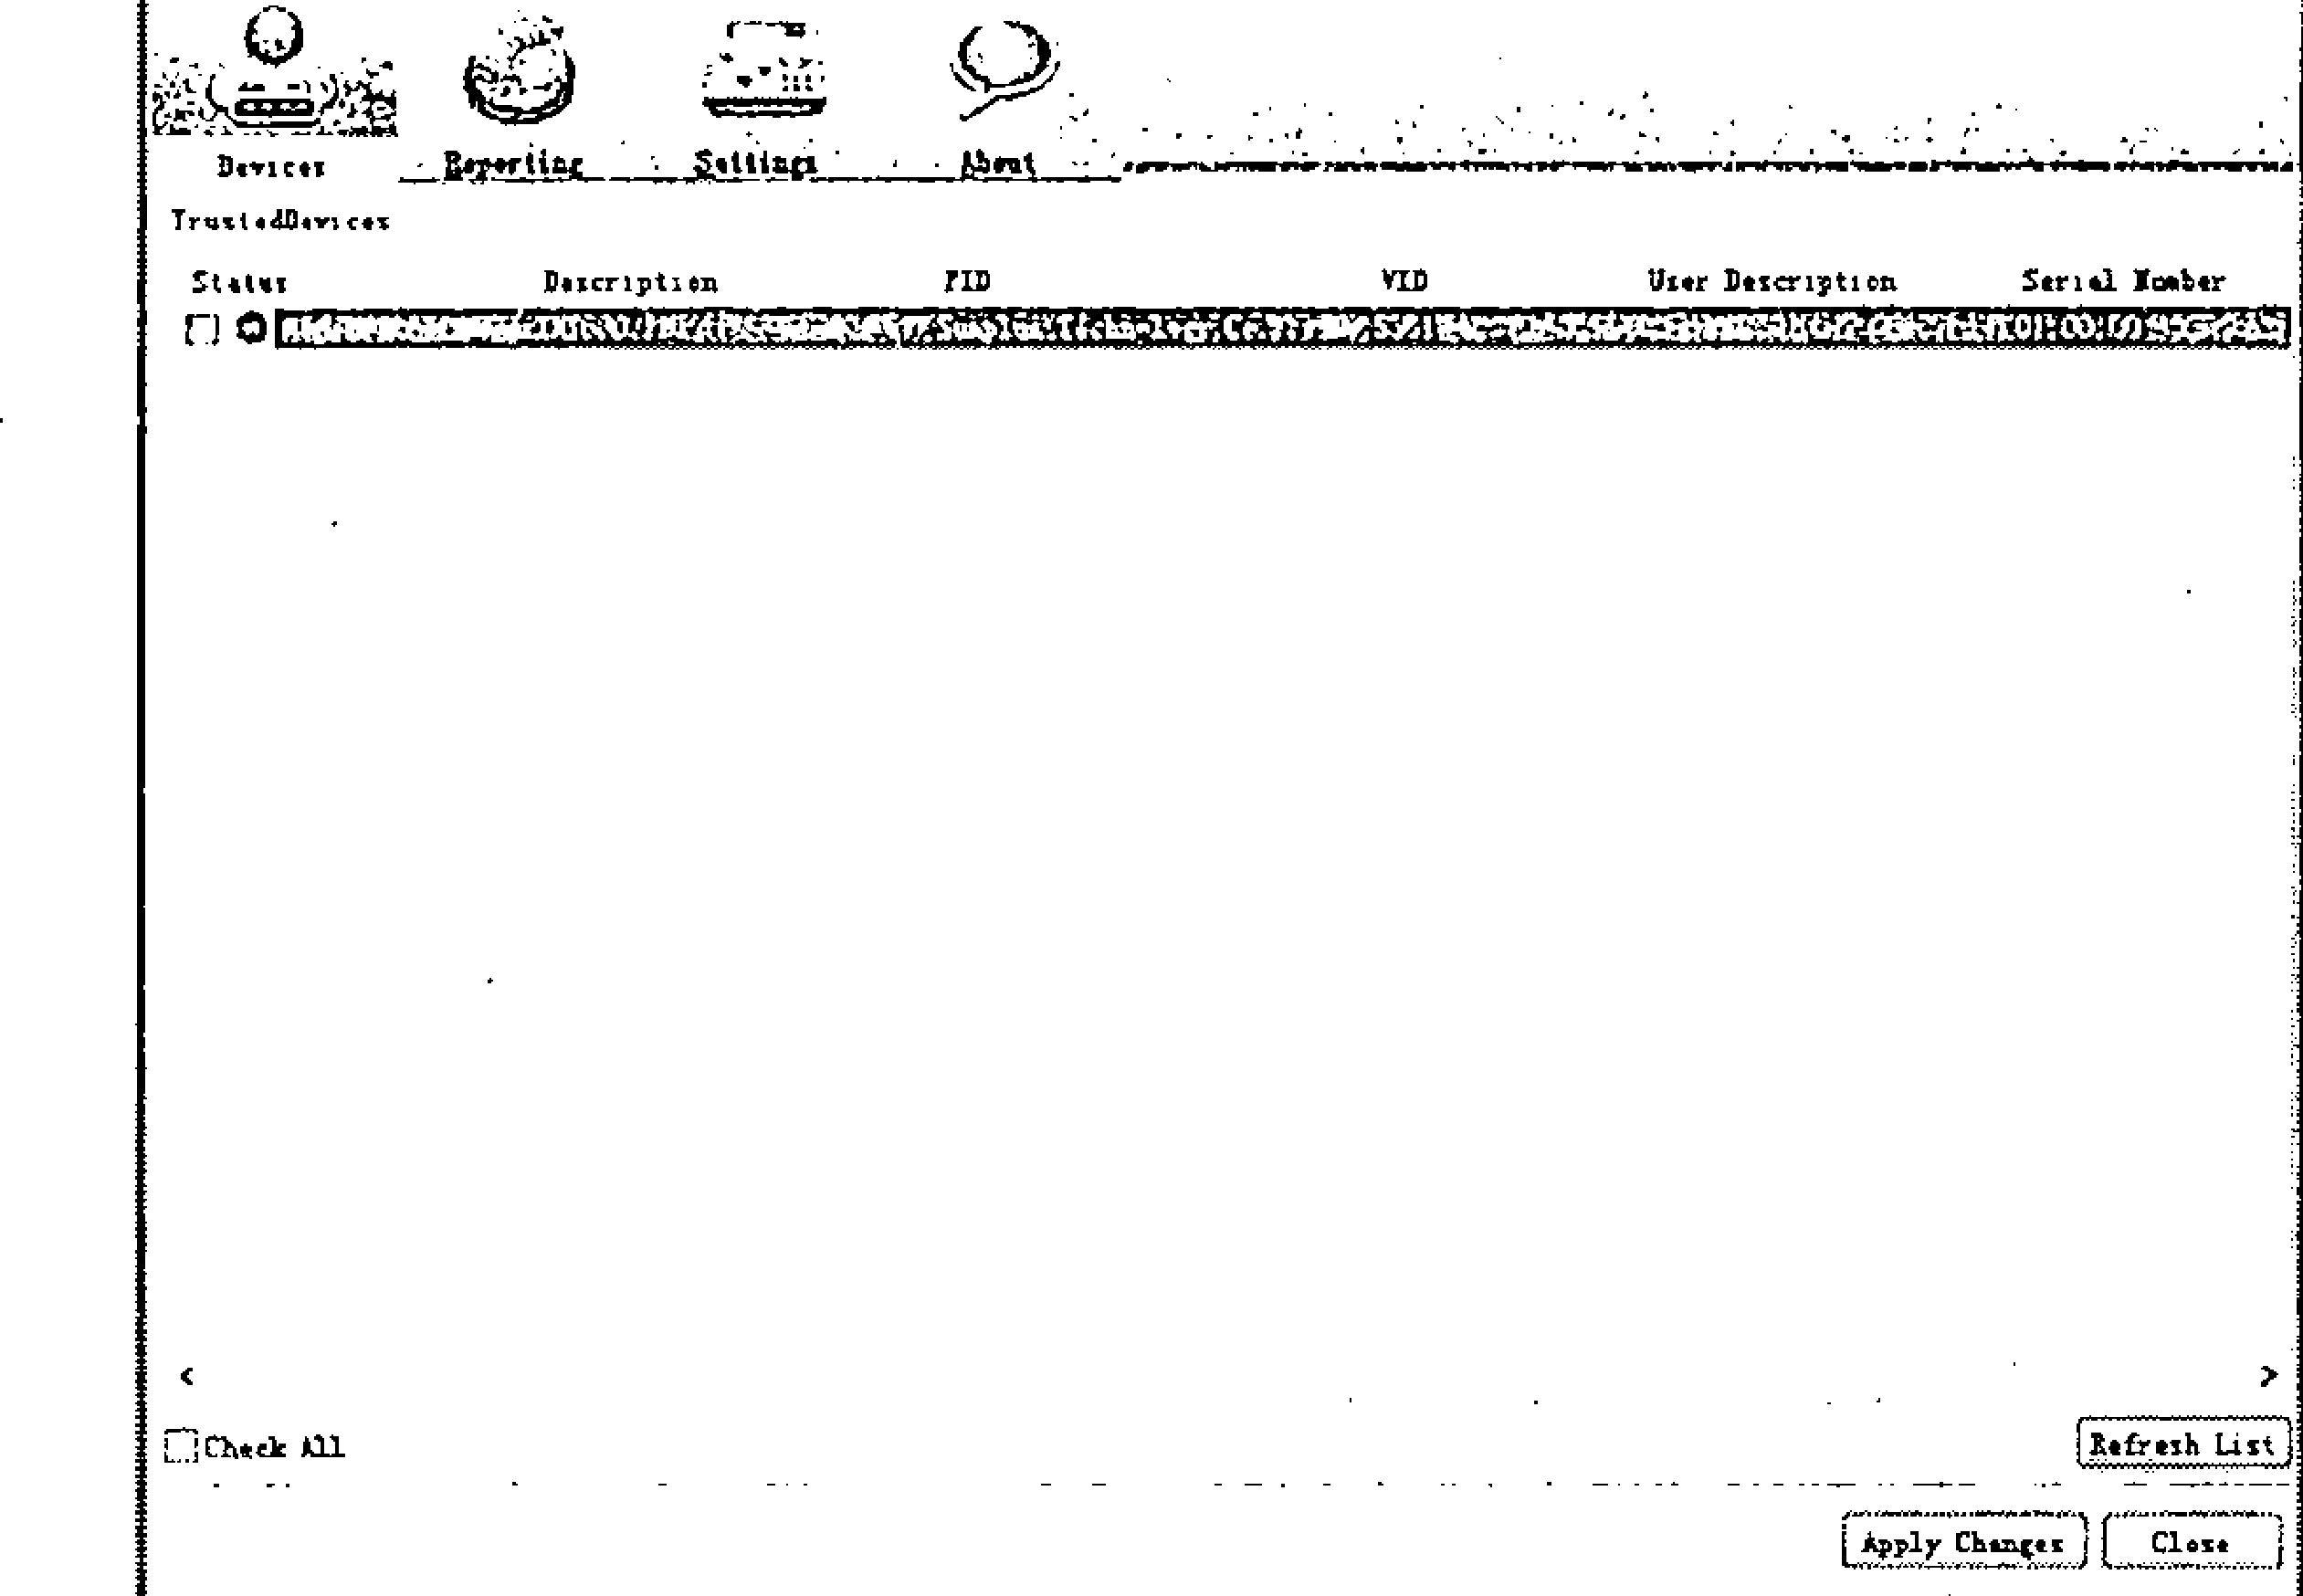 Devices Reporting Settings About
TrustedDevices
Status Description PID VID User Description Serial Number
< >
Check All Refresh List
Apply Changes Close